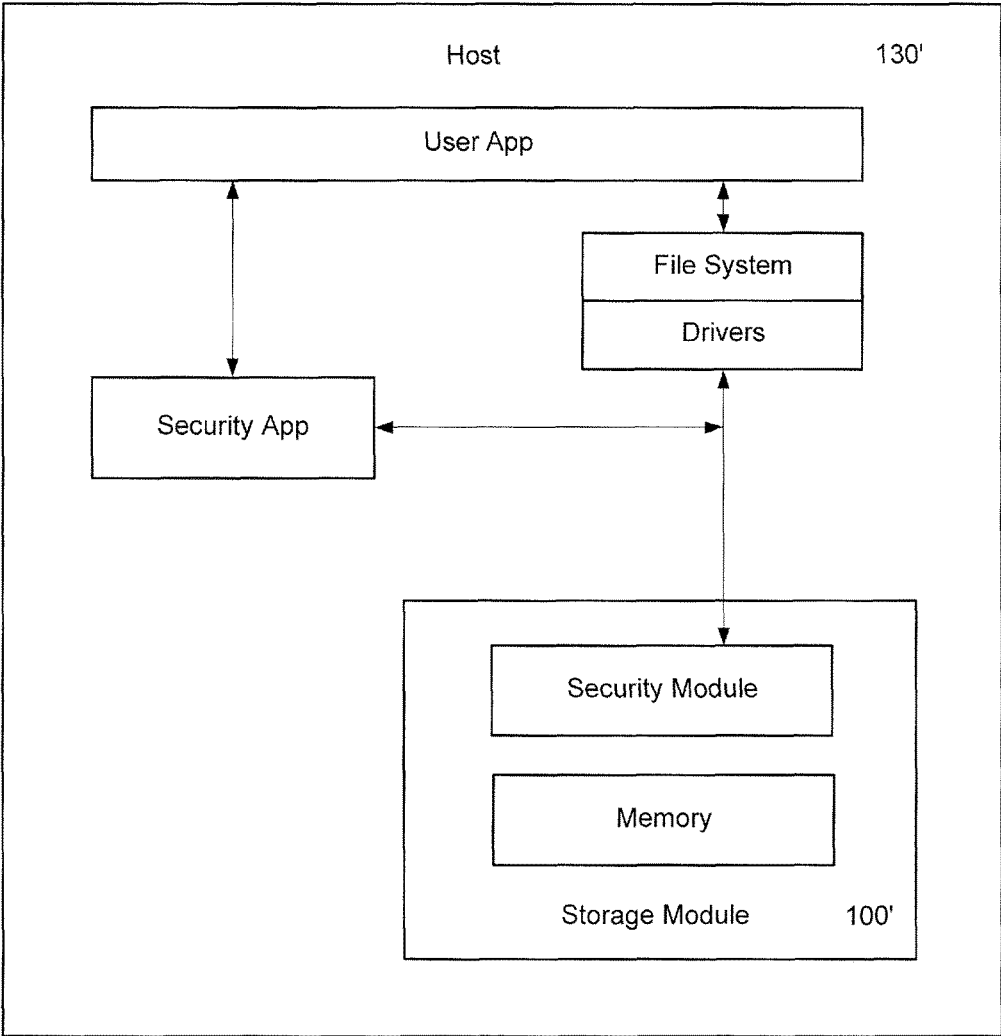 Host 130'
User App
File System
Drivers
Security App
Security Module
Memory
Storage Module 100'